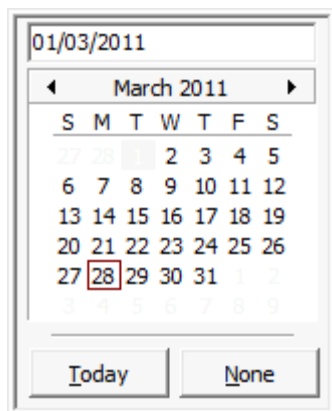 01/03/2011
March 2011
S M T W T F S
27 28 1 2 3 4 5
6 7 8 9 10 11 12
13 14 15 16 17 18 19
20 21 22 23 24 25 26
27 28 29 30 31 1 2
3 4 5 6 7 8 9
Today None